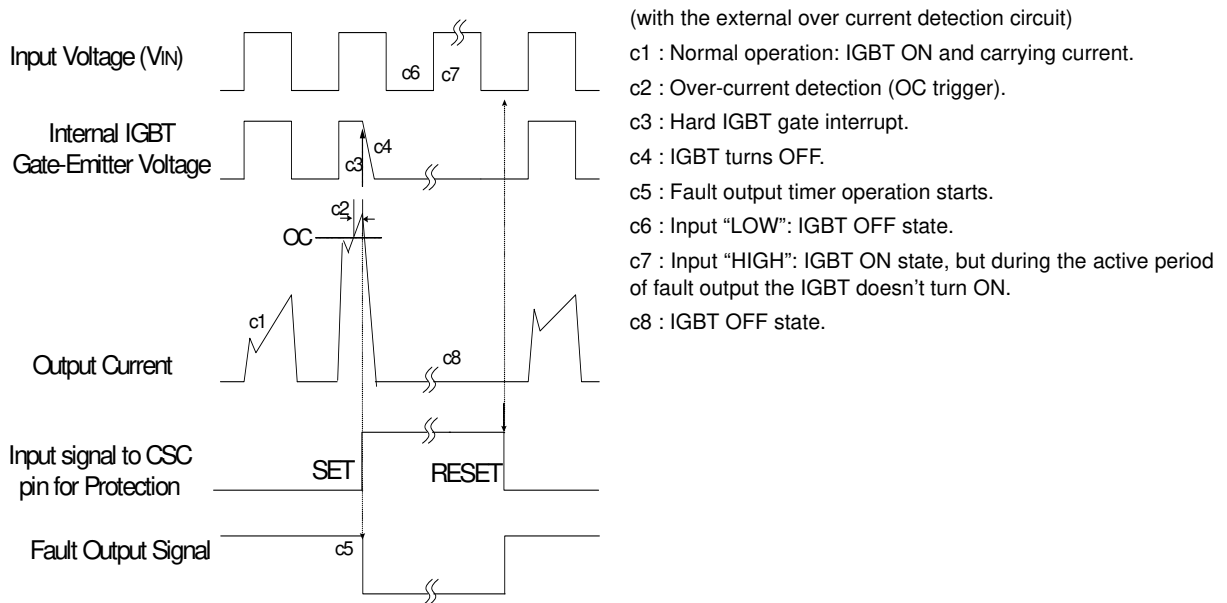 (with the external over current detection circuit)
c1 : Normal operation: IGBT ON and carrying current.
c2 : Over-current detection (OC trigger).
c3 : Hard IGBT gate interrupt.
c4 : IGBT turns OFF.
c5 : Fault output timer operation starts.
c6 : Input “LOW”: IGBT OFF state.
c7 : Input “HIGH”: IGBT ON state, but during the active period
of fault output the IGBT doesn’t turn ON.
c8 : IGBT OFF state.
Input Voltage (VIN)
c6
c7
Internal IGBT
Gate-Emitter Voltage
c3
c4
c2
OC
c1
Output Current
c8
Input signal to CSC
pin for Protection
SET
RESET
Fault Output Signal
c5